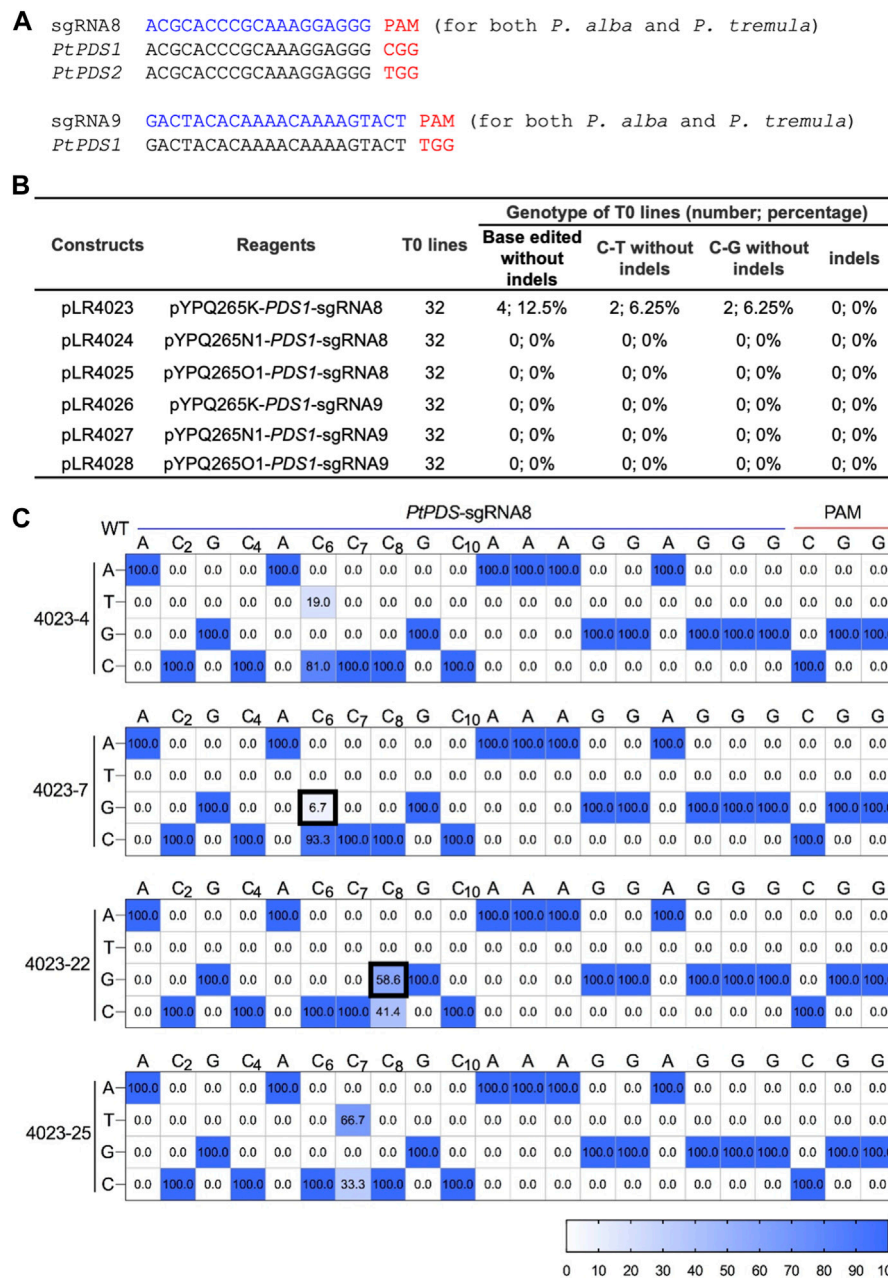 A
sgRNA8 ACGCACCCGCAAAGGAGGG PAM (for both P. alba and P. tremula)
PtPDS1 ACGCACCCGCAAAGGAGGG CGG
PtPDS2 ACGCACCCGCAAAGGAGGG TGG
sgRNA9 GACTACACAAAACAAAAGTACT PAM (for both P. alba and P. tremula)
PtPDS1 GACTACACAAAACAAAAGTACT TGG
B
Genotype of T0 lines (number; percentage)
Constructs Reagents T0 lines Base edited without indels C-T without indels C-G without indels indels
pLR4023 pYPQ265K-PDS1-sgRNA8 32 4; 12.5% 2; 6.25% 2; 6.25% 0; 0%
pLR4024 pYPQ265N1-PDS1-sgRNA8 32 0; 0% 0; 0% 0; 0% 0; 0%
pLR4025 pYPQ265O1-PDS1-sgRNA8 32 0; 0% 0; 0% 0; 0% 0; 0%
pLR4026 pYPQ265K-PDS1-sgRNA9 32 0; 0% 0; 0% 0; 0% 0; 0%
pLR4027 pYPQ265N1-PDS1-sgRNA9 32 0; 0% 0; 0% 0; 0% 0; 0%
pLR4028 pYPQ265O1-PDS1-sgRNA9 32 0; 0% 0; 0% 0; 0% 0; 0%
C
PtPDS-sgRNA8 PAM
WT A C2 G C4 A C6 C7 C8 G C10 A A A G G A G G G C G G
4023-4
A 100.0 0.0 0.0 0.0 100.0 0.0 0.0 0.0 0.0 0.0 100.0 100.0 100.0 0.0 0.0 100.0 0.0 0.0 0.0 0.0 0.0 0.0
T 0.0 0.0 0.0 0.0 0.0 19.0 0.0 0.0 0.0 0.0 0.0 0.0 0.0 0.0 0.0 0.0 0.0 0.0 0.0 0.0 0.0 0.0
G 0.0 0.0 100.0 0.0 0.0 0.0 0.0 0.0 100.0 0.0 0.0 0.0 0.0 100.0 100.0 0.0 100.0 100.0 100.0 0.0 100.0 100.
C 0.0 100.0 0.0 100.0 0.0 81.0 100.0 100.0 0.0 100.0 0.0 0.0 0.0 0.0 0.0 0.0 0.0 0.0 0.0 100.0 0.0 0.0
A C2 G C4 A C6 C7 C8 G C10 A A A G G A G G G C G G
4023-7
A 100.0 0.0 0.0 0.0 100.0 0.0 0.0 0.0 0.0 0.0 100.0 100.0 100.0 0.0 0.0 100.0 0.0 0.0 0.0 0.0 0.0 0.0
T 0.0 0.0 0.0 0.0 0.0 0.0 0.0 0.0 0.0 0.0 0.0 0.0 0.0 0.0 0.0 0.0 0.0 0.0 0.0 0.0 0.0 0.0
G 0.0 0.0 100.0 0.0 0.0 6.7 0.0 0.0 100.0 0.0 0.0 0.0 0.0 100.0 100.0 0.0 100.0 100.0 100.0 0.0 100.0 100.
C 0.0 100.0 0.0 100.0 0.0 93.3 100.0 100.0 0.0 100.0 0.0 0.0 0.0 0.0 0.0 0.0 0.0 0.0 0.0 100.0 0.0 0.0
A C2 G C4 A C6 C7 C8 G C10 A A A G G A G G G C G G
4023-22
A 100.0 0.0 0.0 0.0 100.0 0.0 0.0 0.0 0.0 0.0 100.0 100.0 100.0 0.0 0.0 100.0 0.0 0.0 0.0 0.0 0.0 0.0
T 0.0 0.0 0.0 0.0 0.0 0.0 0.0 0.0 0.0 0.0 0.0 0.0 0.0 0.0 0.0 0.0 0.0 0.0 0.0 0.0 0.0 0.0
G 0.0 0.0 100.0 0.0 0.0 0.0 0.0 58.6 100.0 0.0 0.0 0.0 0.0 100.0 100.0 0.0 100.0 100.0 100.0 0.0 100.0 100.
C 0.0 100.0 0.0 100.0 0.0 100.0 100.0 41.4 0.0 100.0 0.0 0.0 0.0 0.0 0.0 0.0 0.0 0.0 0.0 100.0 0.0 0.0
A C2 G C4 A C6 C7 C8 G C10 A A A G G A G G G C G G
4023-25
A 100.0 0.0 0.0 0.0 100.0 0.0 0.0 0.0 0.0 0.0 100.0 100.0 100.0 0.0 0.0 100.0 0.0 0.0 0.0 0.0 0.0 0.0
T 0.0 0.0 0.0 0.0 0.0 0.0 66.7 0.0 0.0 0.0 0.0 0.0 0.0 0.0 0.0 0.0 0.0 0.0 0.0 0.0 0.0 0.0
G 0.0 0.0 100.0 0.0 0.0 0.0 0.0 0.0 100.0 0.0 0.0 0.0 0.0 100.0 100.0 0.0 100.0 100.0 100.0 0.0 100.0 100.
C 0.0 100.0 0.0 100.0 0.0 100.0 33.3 100.0 0.0 100.0 0.0 0.0 0.0 0.0 0.0 0.0 0.0 0.0 0.0 100.0 0.0 0.0
0 10 20 30 40 50 60 70 80 90 10